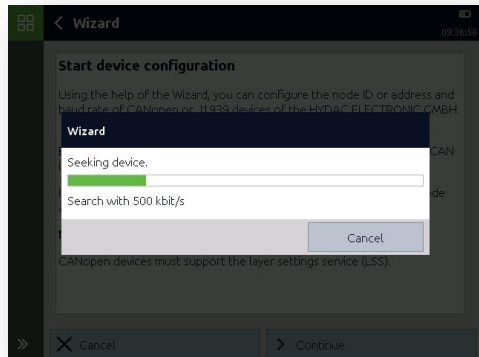 Wizard
09:36:58
Start device configuration
Using the help of the Wizard, you can configure the node ID or address and
baud rate of CANopen or J1939 devices of the HYDAC ELECTRONIC GMBH.
Wizard
CAN
Seeking device.
Search with 500 kbit/s
Cancel
CANopen devices must support the layer settings service (LSS).
Cancel
Continue